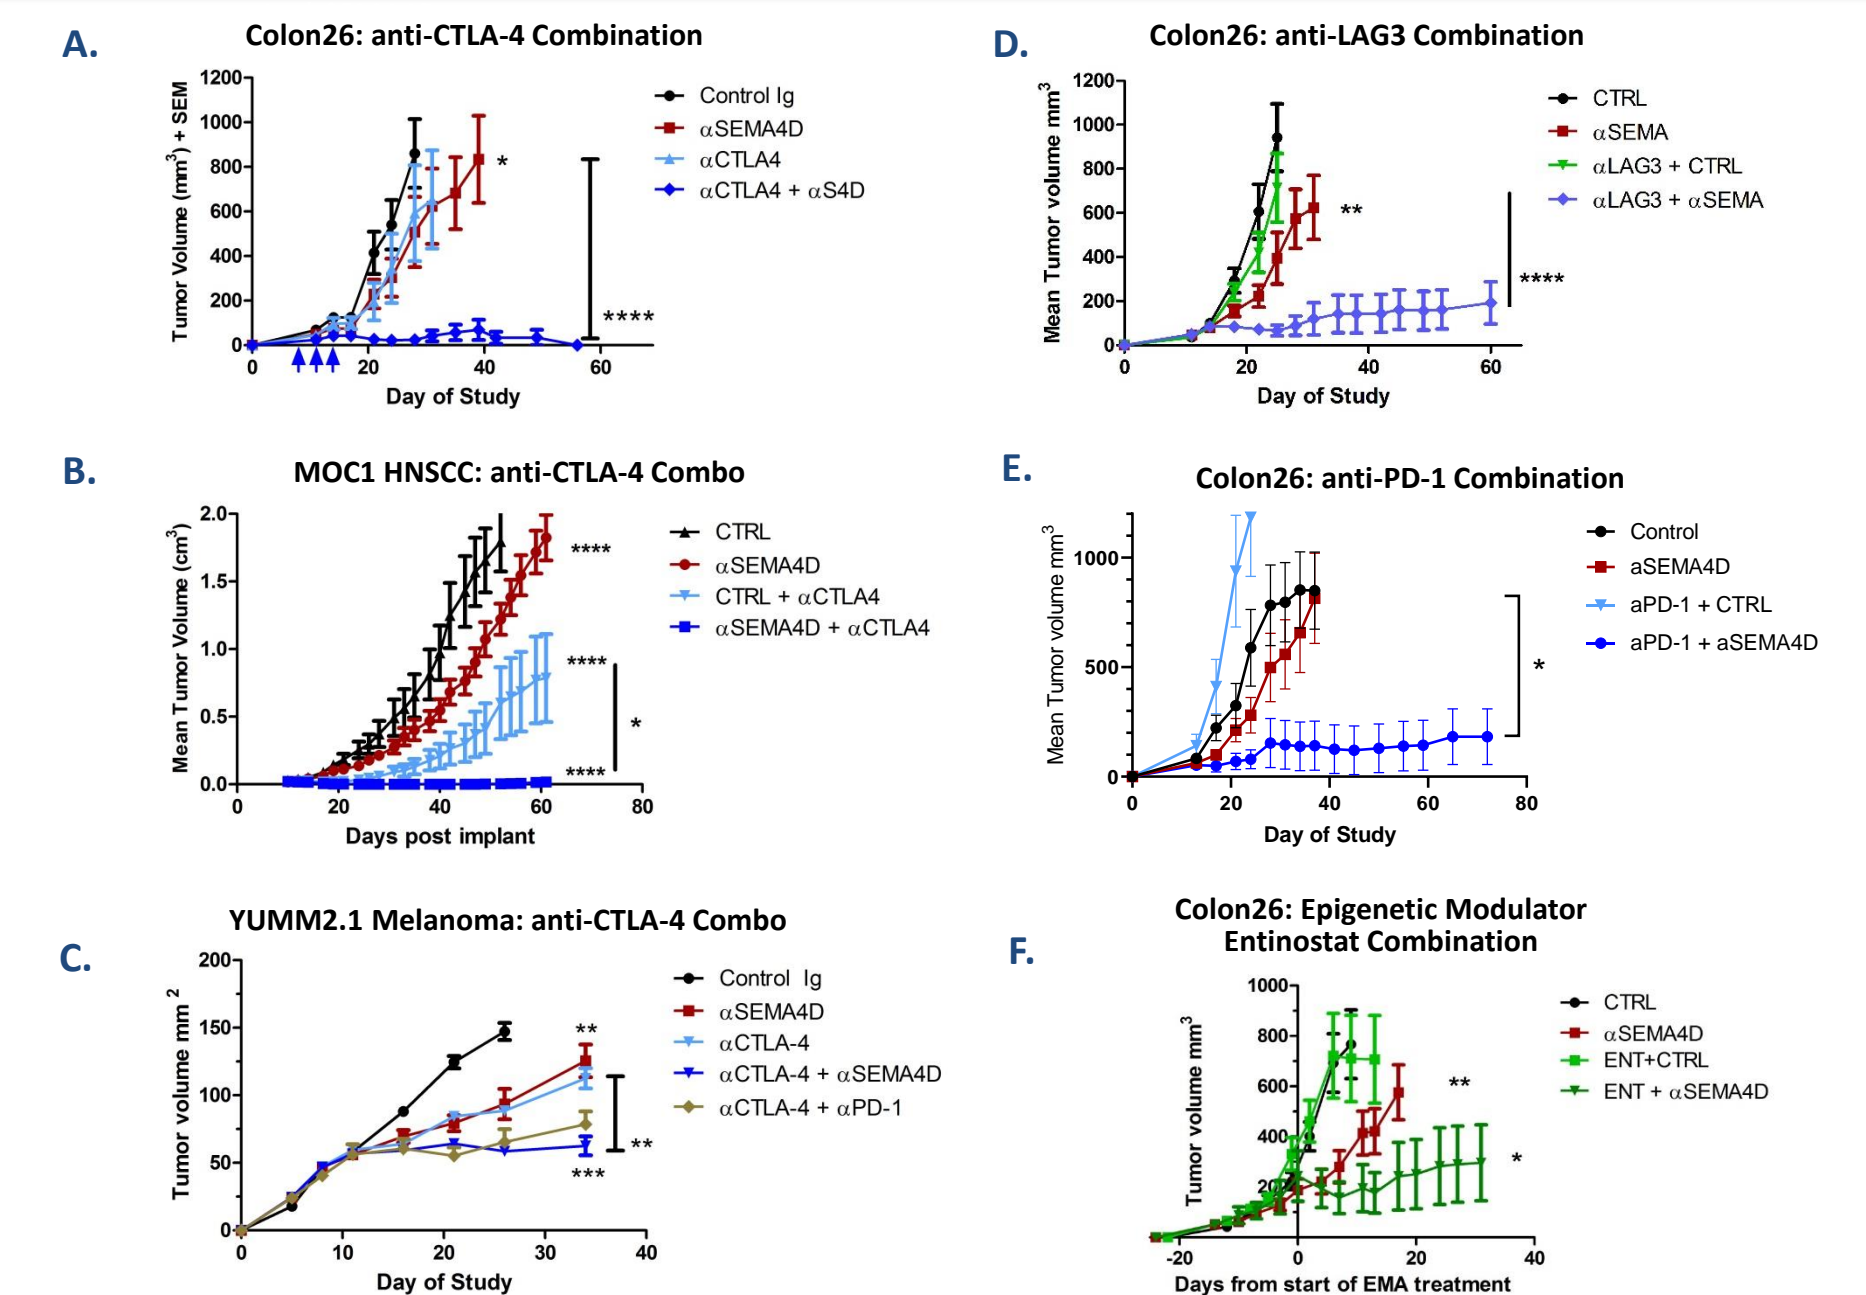 A.
Colon26: anti-CTLA-4 Combination
Tumor Volume (mm3) + SEM
1200
1000
800
600
400
200
0
0
20
40
60
Day of Study
Control Ig
αSEMA4D
αCTLA4
αCTLA4 + αS4D
*
****
B.
MOC1 HNSCC: anti-CTLA-4 Combo
Mean Tumor Volume (cm3)
2.0
1.5
1.0
0.5
0.0
0
20
40
60
80
Days post implant
CTRL
αSEMA4D
CTRL + αCTLA4
αSEMA4D + αCTLA4
****
****
*
****
C.
YUMM2.1 Melanoma: anti-CTLA-4 Combo
Tumor volume mm 2
200
150
100
50
0
0
10
20
30
40
Day of Study
Control Ig
αSEMA4D
αCTLA-4
αCTLA-4 + αSEMA4D
αCTLA-4 + αPD-1
**
**
***
D.
Colon26: anti-LAG3 Combination
Mean Tumor volume mm3
1200
1000
800
600
400
200
0
0
20
40
60
Day of Study
CTRL
αSEMA
αLAG3 + CTRL
αLAG3 + αSEMA
**
****
E.
Colon26: anti-PD-1 Combination
Mean Tumor volume mm3
1000
500
0
0
20
40
60
80
Day of Study
Control
aSEMA4D
aPD-1 + CTRL
aPD-1 + aSEMA4D
*
F.
Colon26: Epigenetic Modulator
Entinostat Combination
Tumor volume mm3
1000
800
600
400
200
-20
0
20
40
Days from start of EMA treatment
CTRL
αSEMA4D
ENT+CTRL
ENT + αSEMA4D
**
*